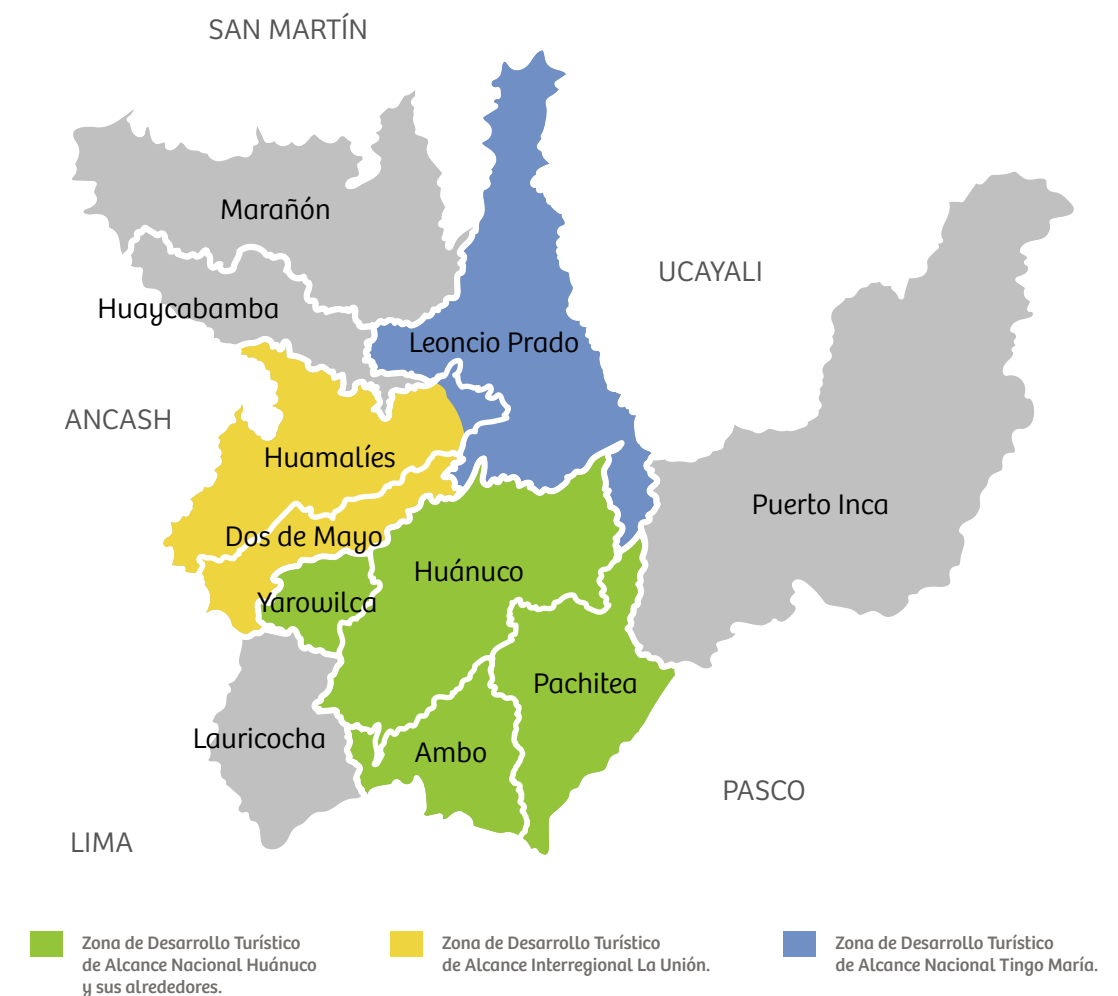 SAN MARTÍN
Marañón
UCAYALI
Huaycabamba
Leoncio Prado
ANCASH
Huamalíes
Puerto Inca
Dos de Mayo
Huánuco
Yarowilca
Pachitea
Lauricocha
Ambo
PASCO
LIMA
Zona de Desarrollo Turístico
de Alcance Nacional Huánuco
y sus alrededores.
Zona de Desarrollo Turístico
de Alcance Interregional La Unión.
Zona de Desarrollo Turístico
de Alcance Nacional Tingo María.